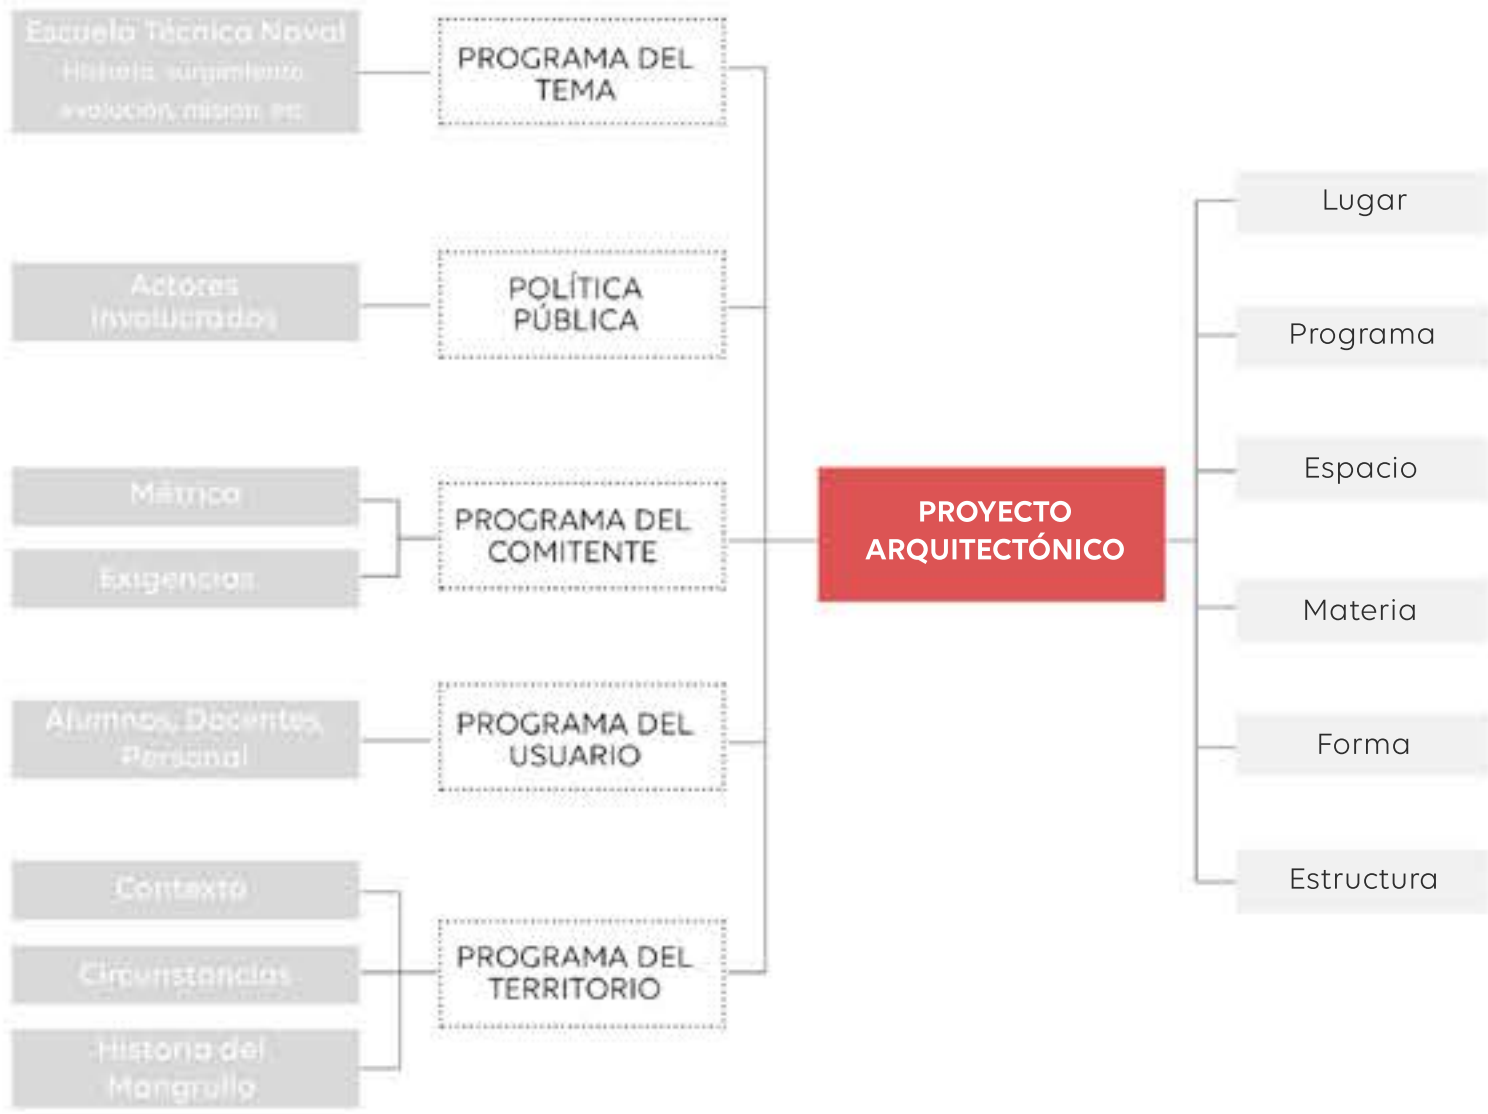 Escuela Técnica Naval
Historia, surgimiento,
evolución, misión, etc
PROGRAMA DEL
TEMA
Actores
Involucrados
POLÍTICA
PÚBLICA
Métrica
Exigencias
PROGRAMA DEL
COMITENTE
Alumnos, Docentes,
Personal
PROGRAMA DEL
USUARIO
Contexto
Circunstancias
Historia del
Mangrullo
PROGRAMA DEL
TERRITORIO
PROYECTO
ARQUITECTÓNICO
Lugar
Programa
Espacio
Materia
Forma
Estructura